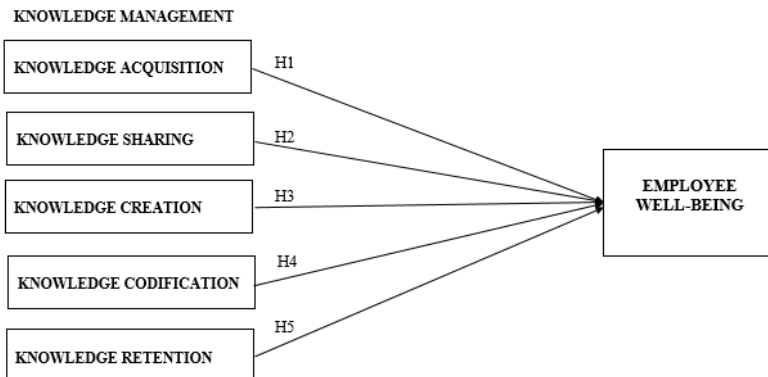 KNOWLEDGE MANAGEMENT
KNOWLEDGE ACQUISITION
H1
KNOWLEDGE SHARING
H2
KNOWLEDGE CREATION
H3
KNOWLEDGE CODIFICATION
H4
KNOWLEDGE RETENTION
H5
EMPLOYEE
WELL-BEING